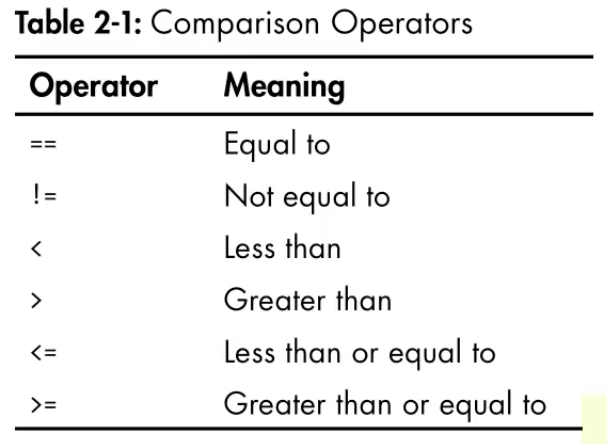 Table 2-1: Comparison Operators
Operator Meaning
== Equal to
!= Not equal to
< Less than
> Greater than
<= Less than or equal to
>= Greater than or equal to